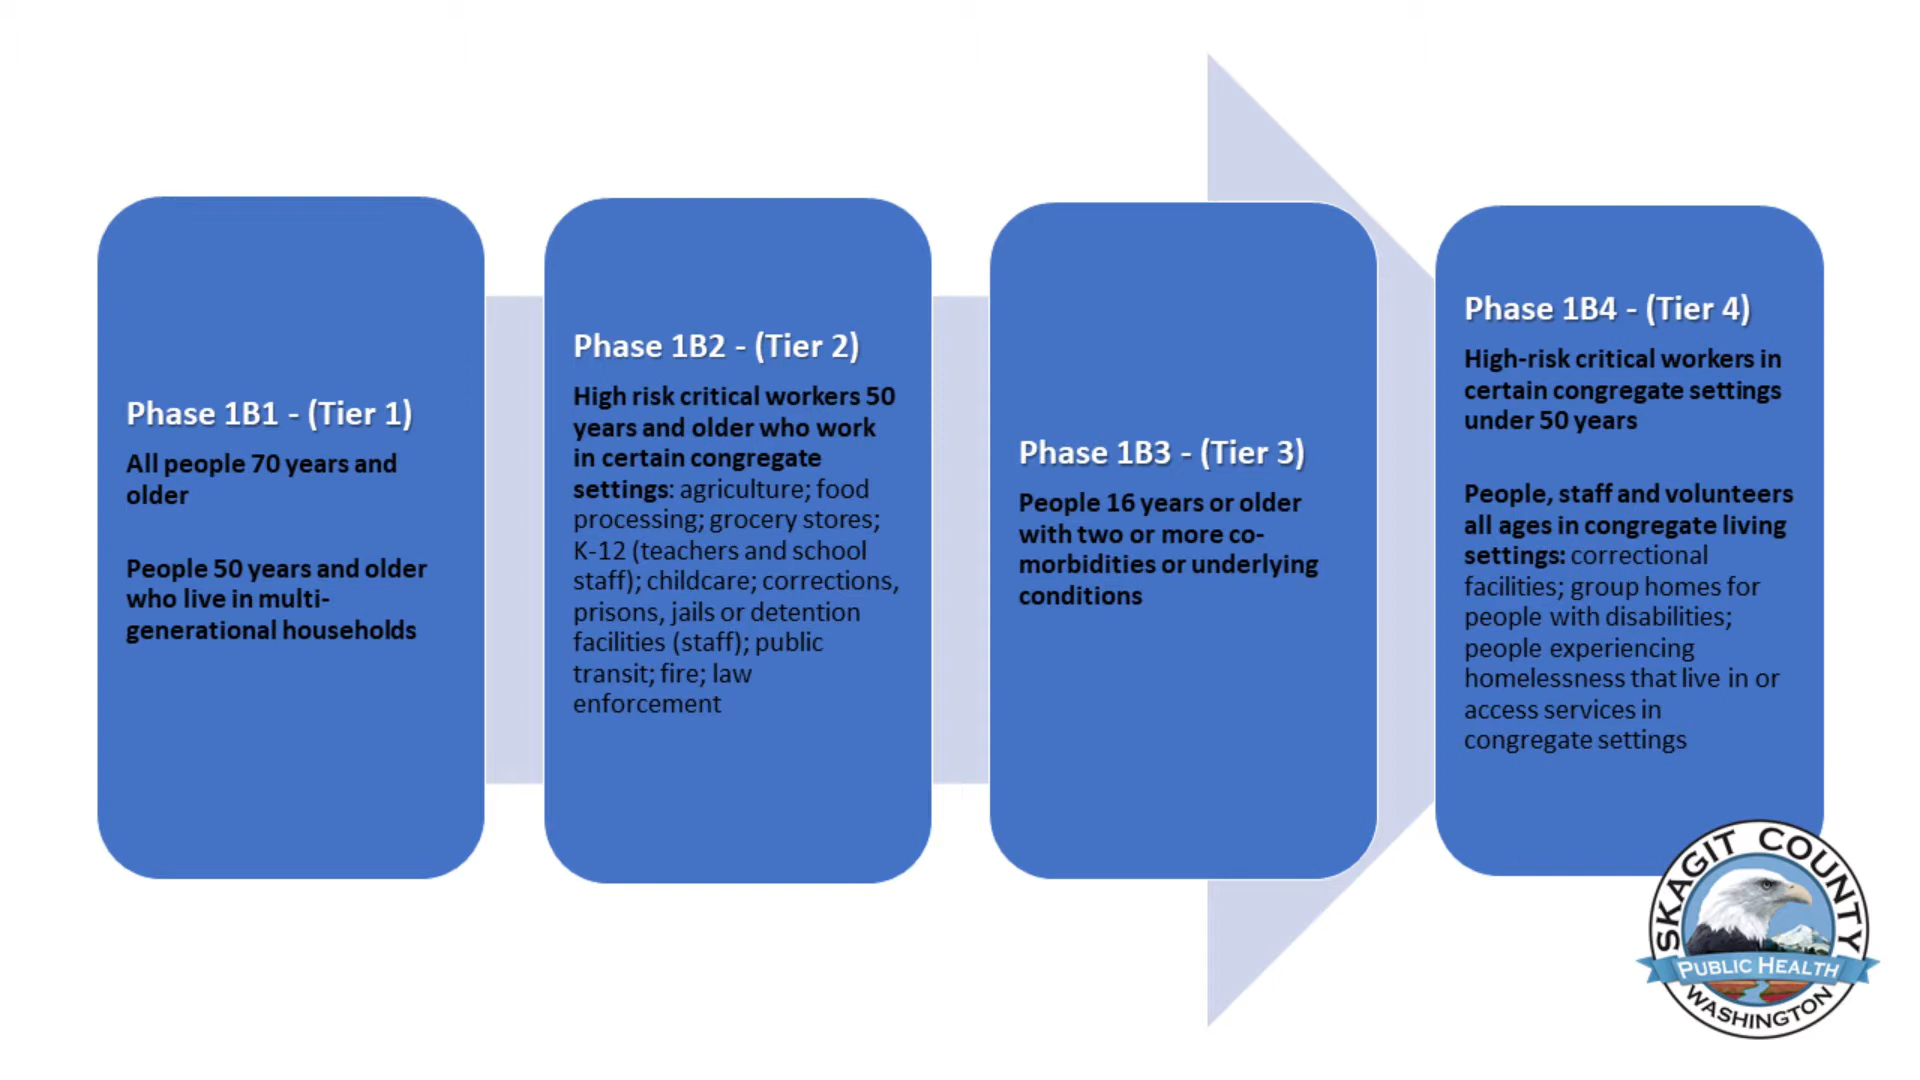 Phase 1B1 - (Tier 1)
All people 70 years and
older
People 50 years and older
who live in multi-
generational households
Phase 1B2 - (Tier 2)
High risk critical workers 50
years and older who work
in certain congregate
settings: agriculture; food
processing; grocery stores;
K-12 (teachers and school
staff); childcare; corrections,
prisons, jails or detention
facilities (staff); public
transit; fire; law
enforcement
Phase 1B3 - (Tier 3)
People 16 years or older
with two or more co-
morbidities or underlying
conditions
Phase 1B4 - (Tier 4)
High-risk critical workers in
certain congregate settings
under 50 years
People, staff and volunteers
all ages in congregate living
settings: correctional
facilities; group homes for
people with disabilities;
people experiencing
homelessness that live in or
access services in
congregate settings
SKAGIT COUNTY
PUBLIC HEALTH
WASHINGTON